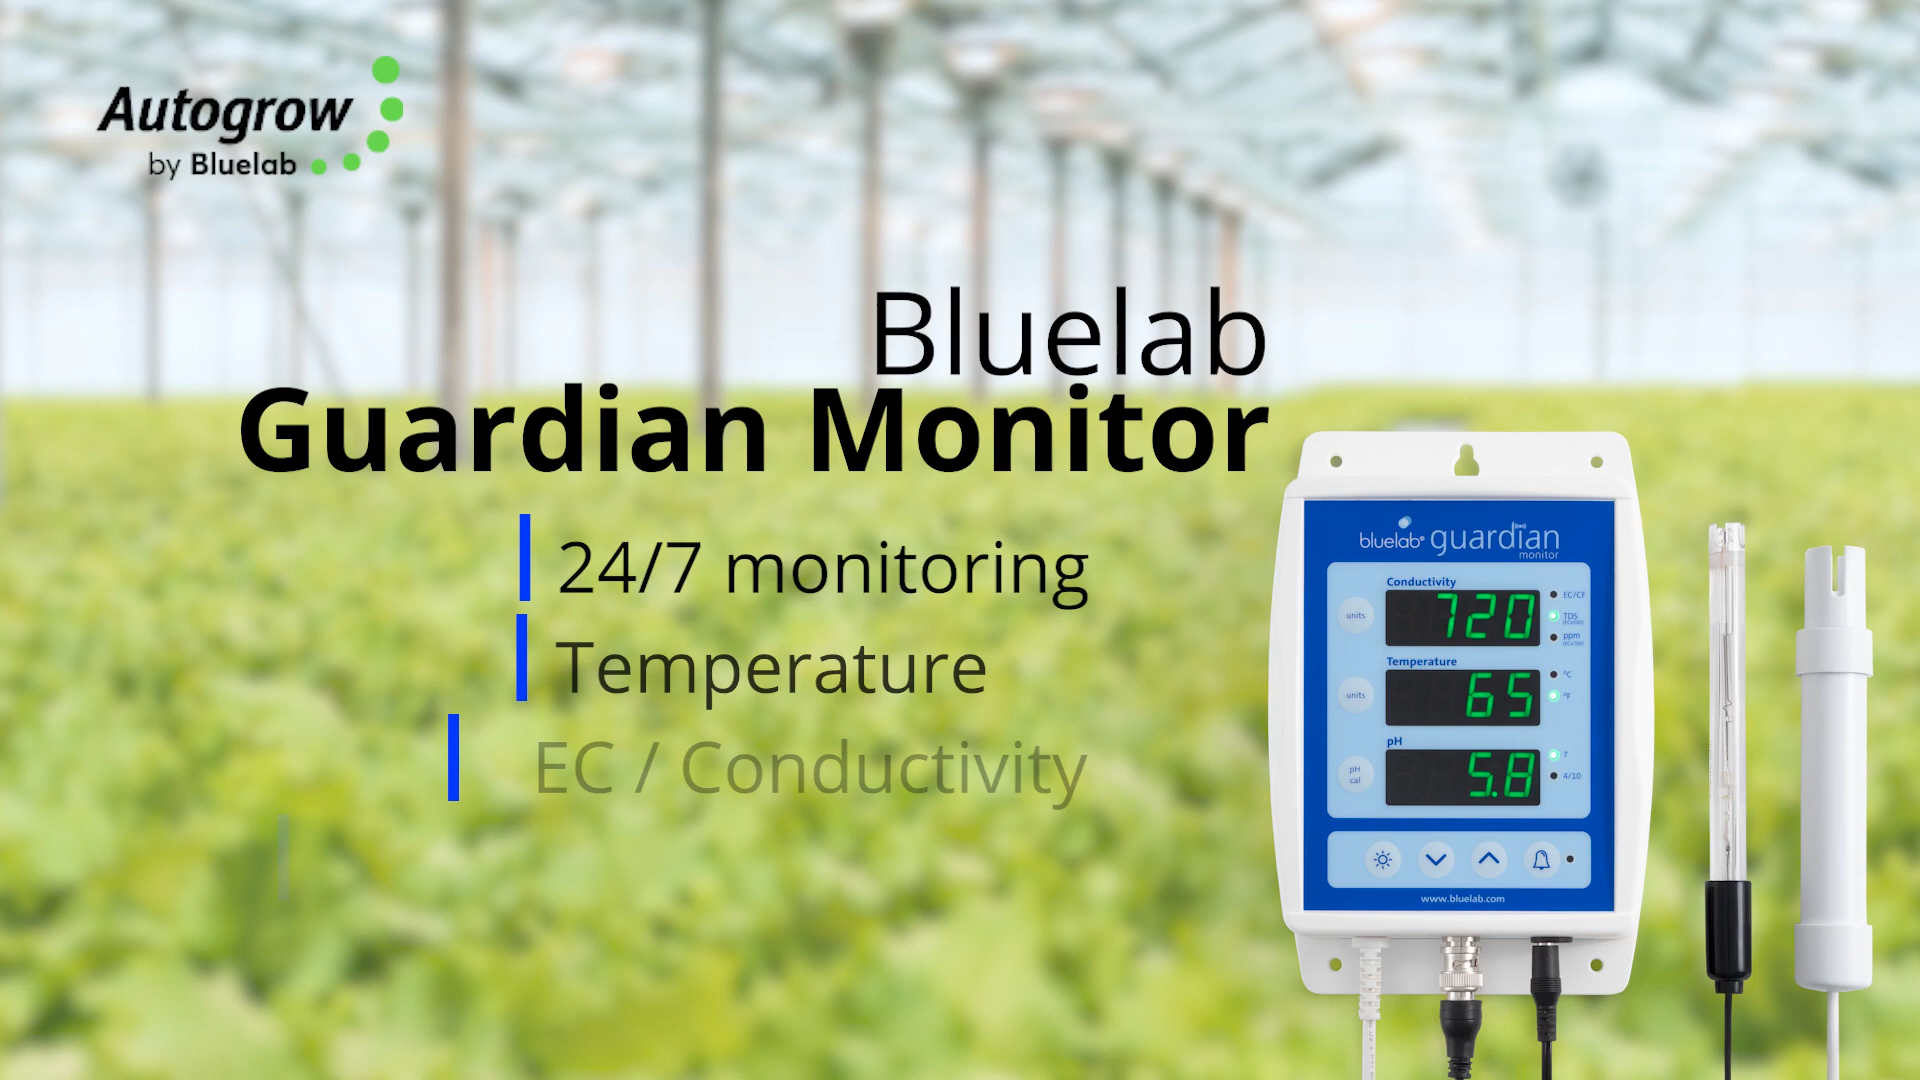 Autogrow
by Bluelab
Bluelab
Guardian Monitor
24/7 monitoring
Temperature
EC / Conductivity
bluelab® guardian
monitor
Conductivity
units
720
EC/CF
TDS
ppm
Temperature
units
65
°C
°F
pH
pH
cal
5.8
7
4/10
www.bluelab.com